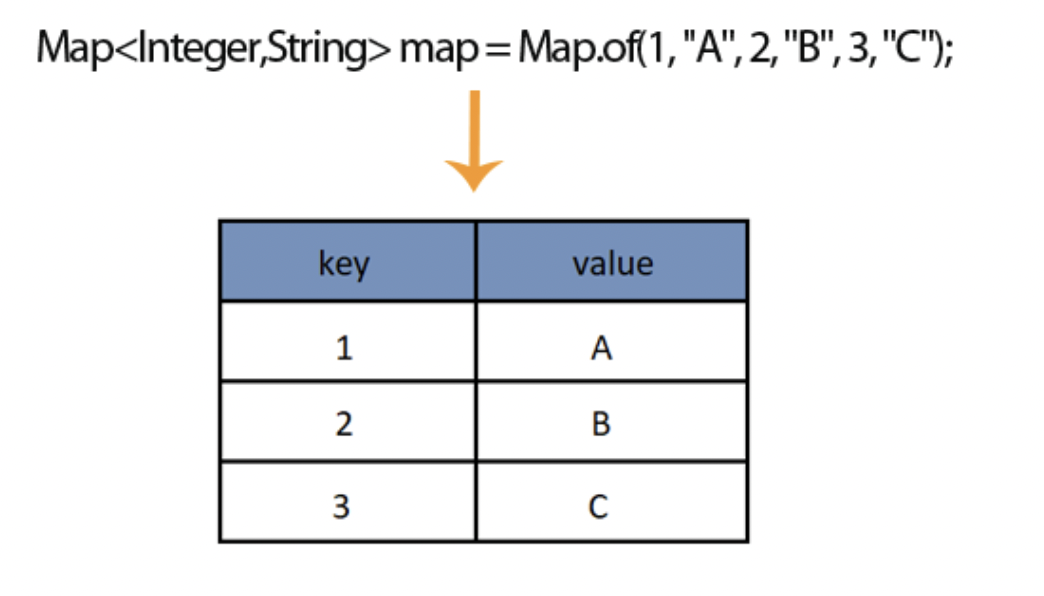 Map<Integer,String> map = Map.of(1, "A", 2, "B", 3, "C");
key value
1 A
2 B
3 C